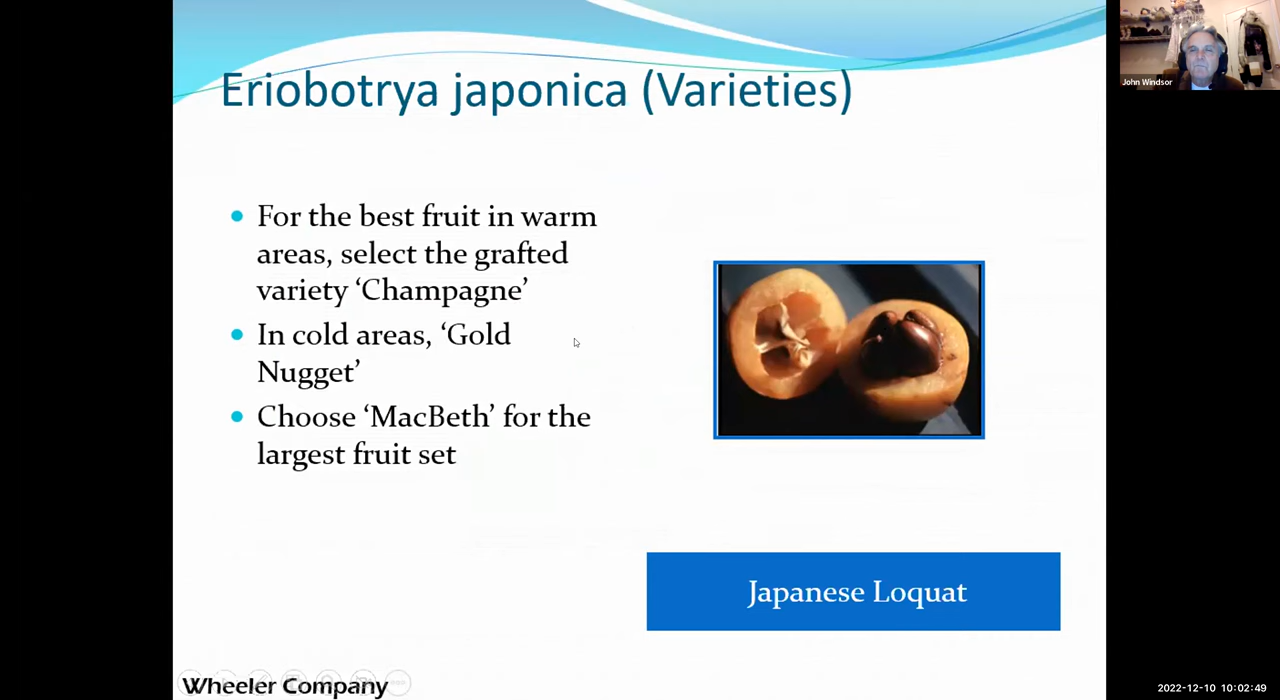 Eriobotrya japonica (Varieties)
John Windsor
For the best fruit in warm
areas, select the grafted
variety ‘Champagne’
In cold areas, ‘Gold
Nugget’
Choose ‘MacBeth’ for the
largest fruit set
Japanese Loquat
Wheeler Company
2022-12-10 10:02:49